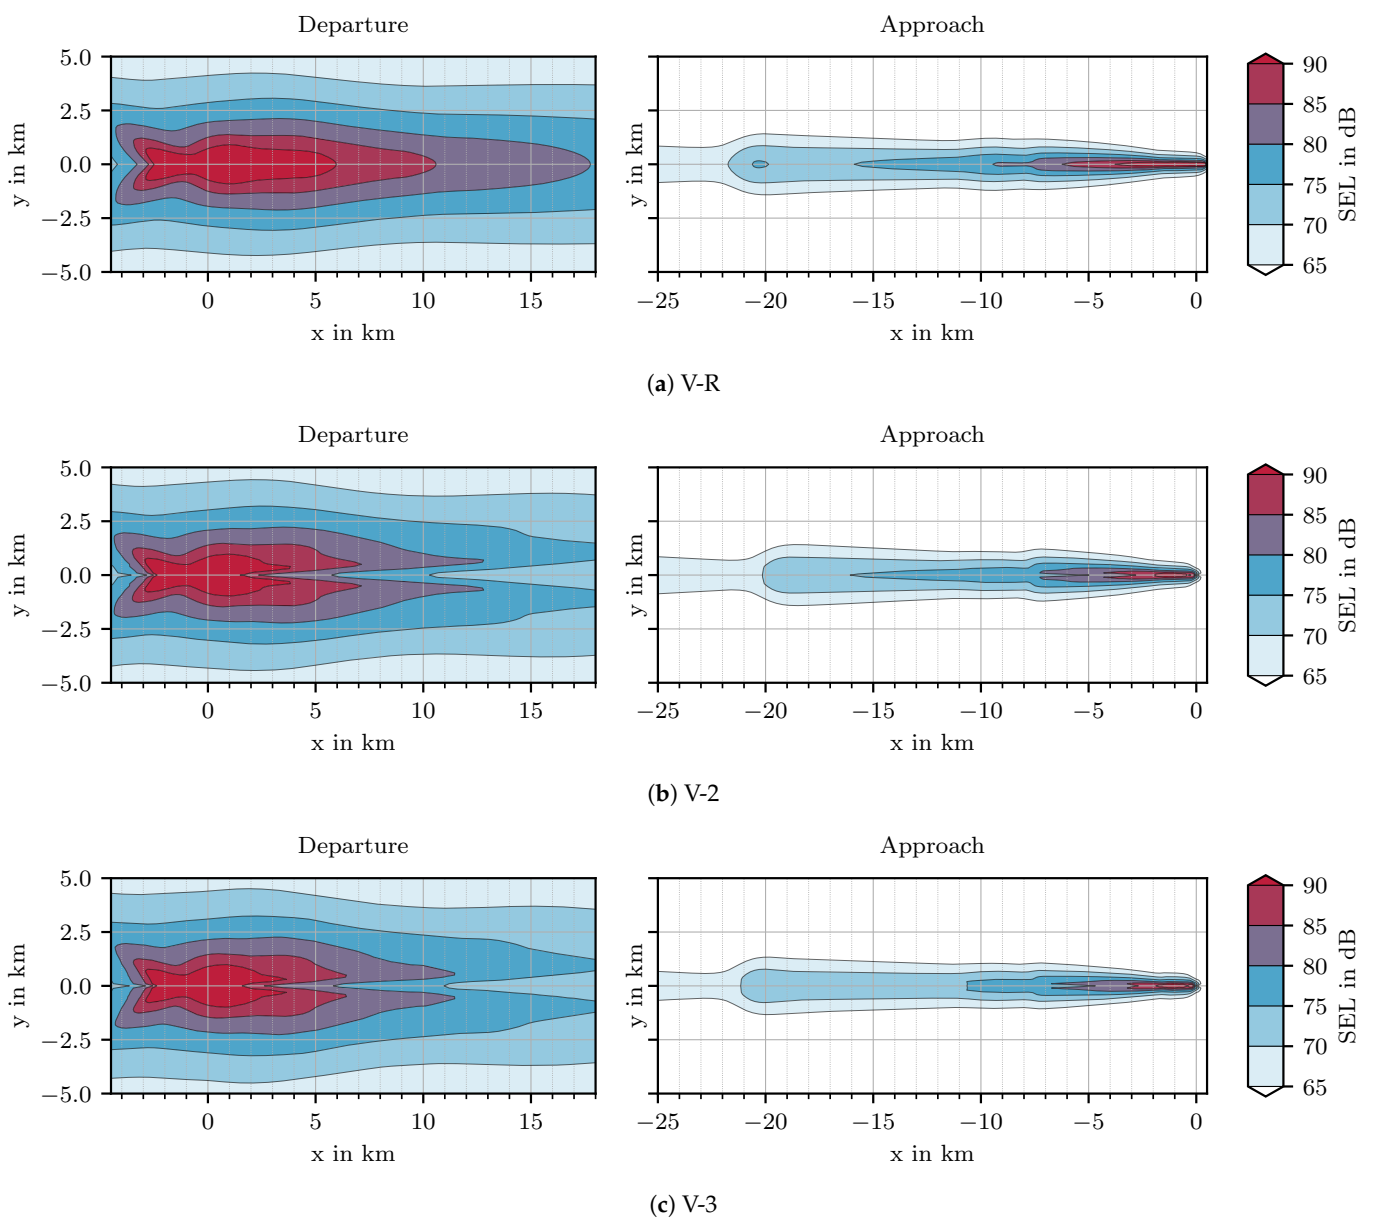 Departure Approach
5.0 90
2.5 85
0.0 80
−2.5 75
−5.0 70
65
y in km y in km SEL in dB
0 5 10 15 −25 −20 −15 −10 −5 0
x in km x in km
(a) V-R
Departure Approach
5.0 90
2.5 85
0.0 80
−2.5 75
−5.0 70
65
y in km y in km SEL in dB
0 5 10 15 −25 −20 −15 −10 −5 0
x in km x in km
(b) V-2
Departure Approach
5.0 90
2.5 85
0.0 80
−2.5 75
−5.0 70
65
y in km y in km SEL in dB
0 5 10 15 −25 −20 −15 −10 −5 0
x in km x in km
(c) V-3